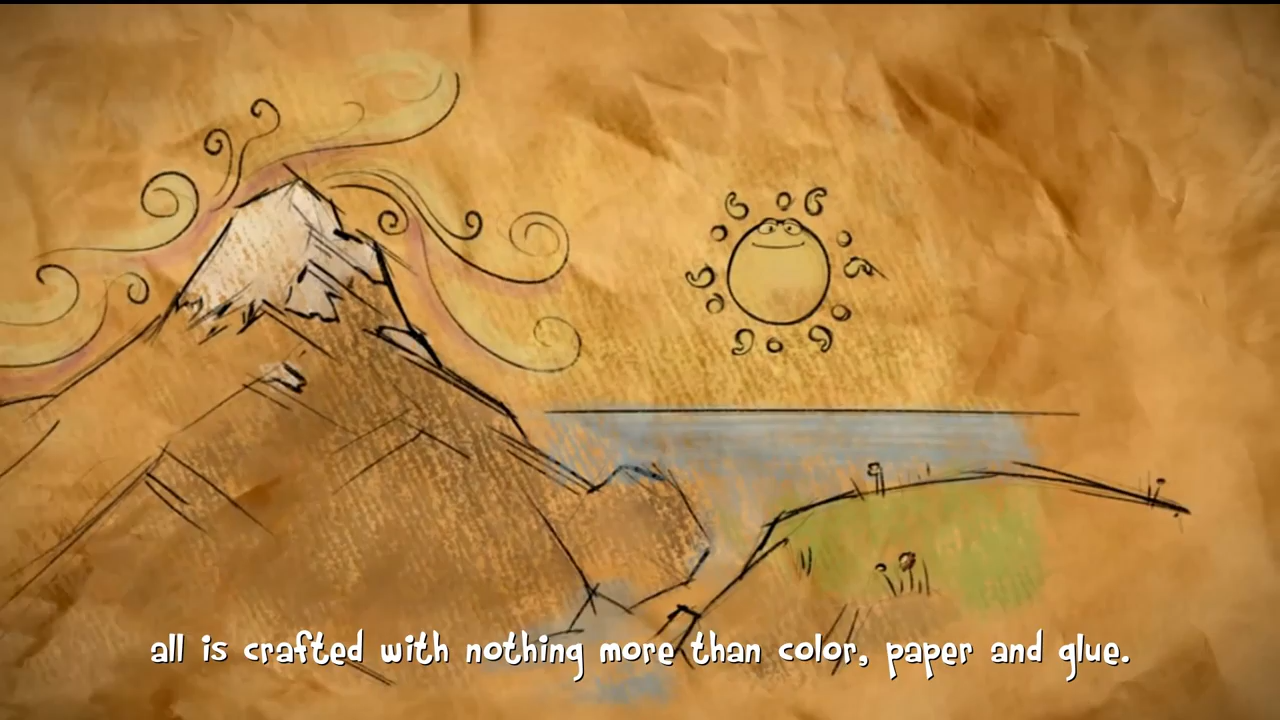 all is crafted with nothing more than color, paper and glue.